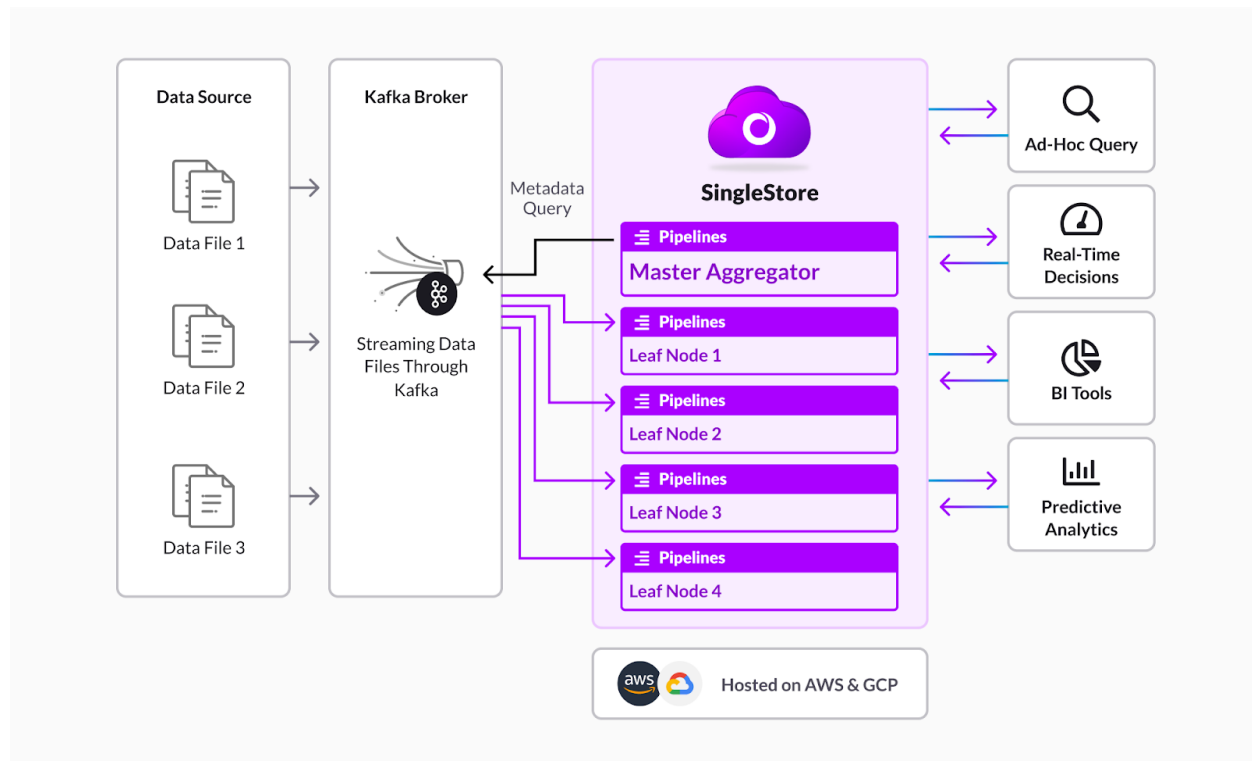 Data Source
Data File 1
Data File 2
Data File 3
Kafka Broker
Streaming Data
Files Through
Kafka
Metadata
Query
SingleStore
Pipelines
Master Aggregator
Pipelines
Leaf Node 1
Pipelines
Leaf Node 2
Pipelines
Leaf Node 3
Pipelines
Leaf Node 4
aws
Hosted on AWS & GCP
Ad-Hoc Query
Real-Time
Decisions
BI Tools
Predictive
Analytics